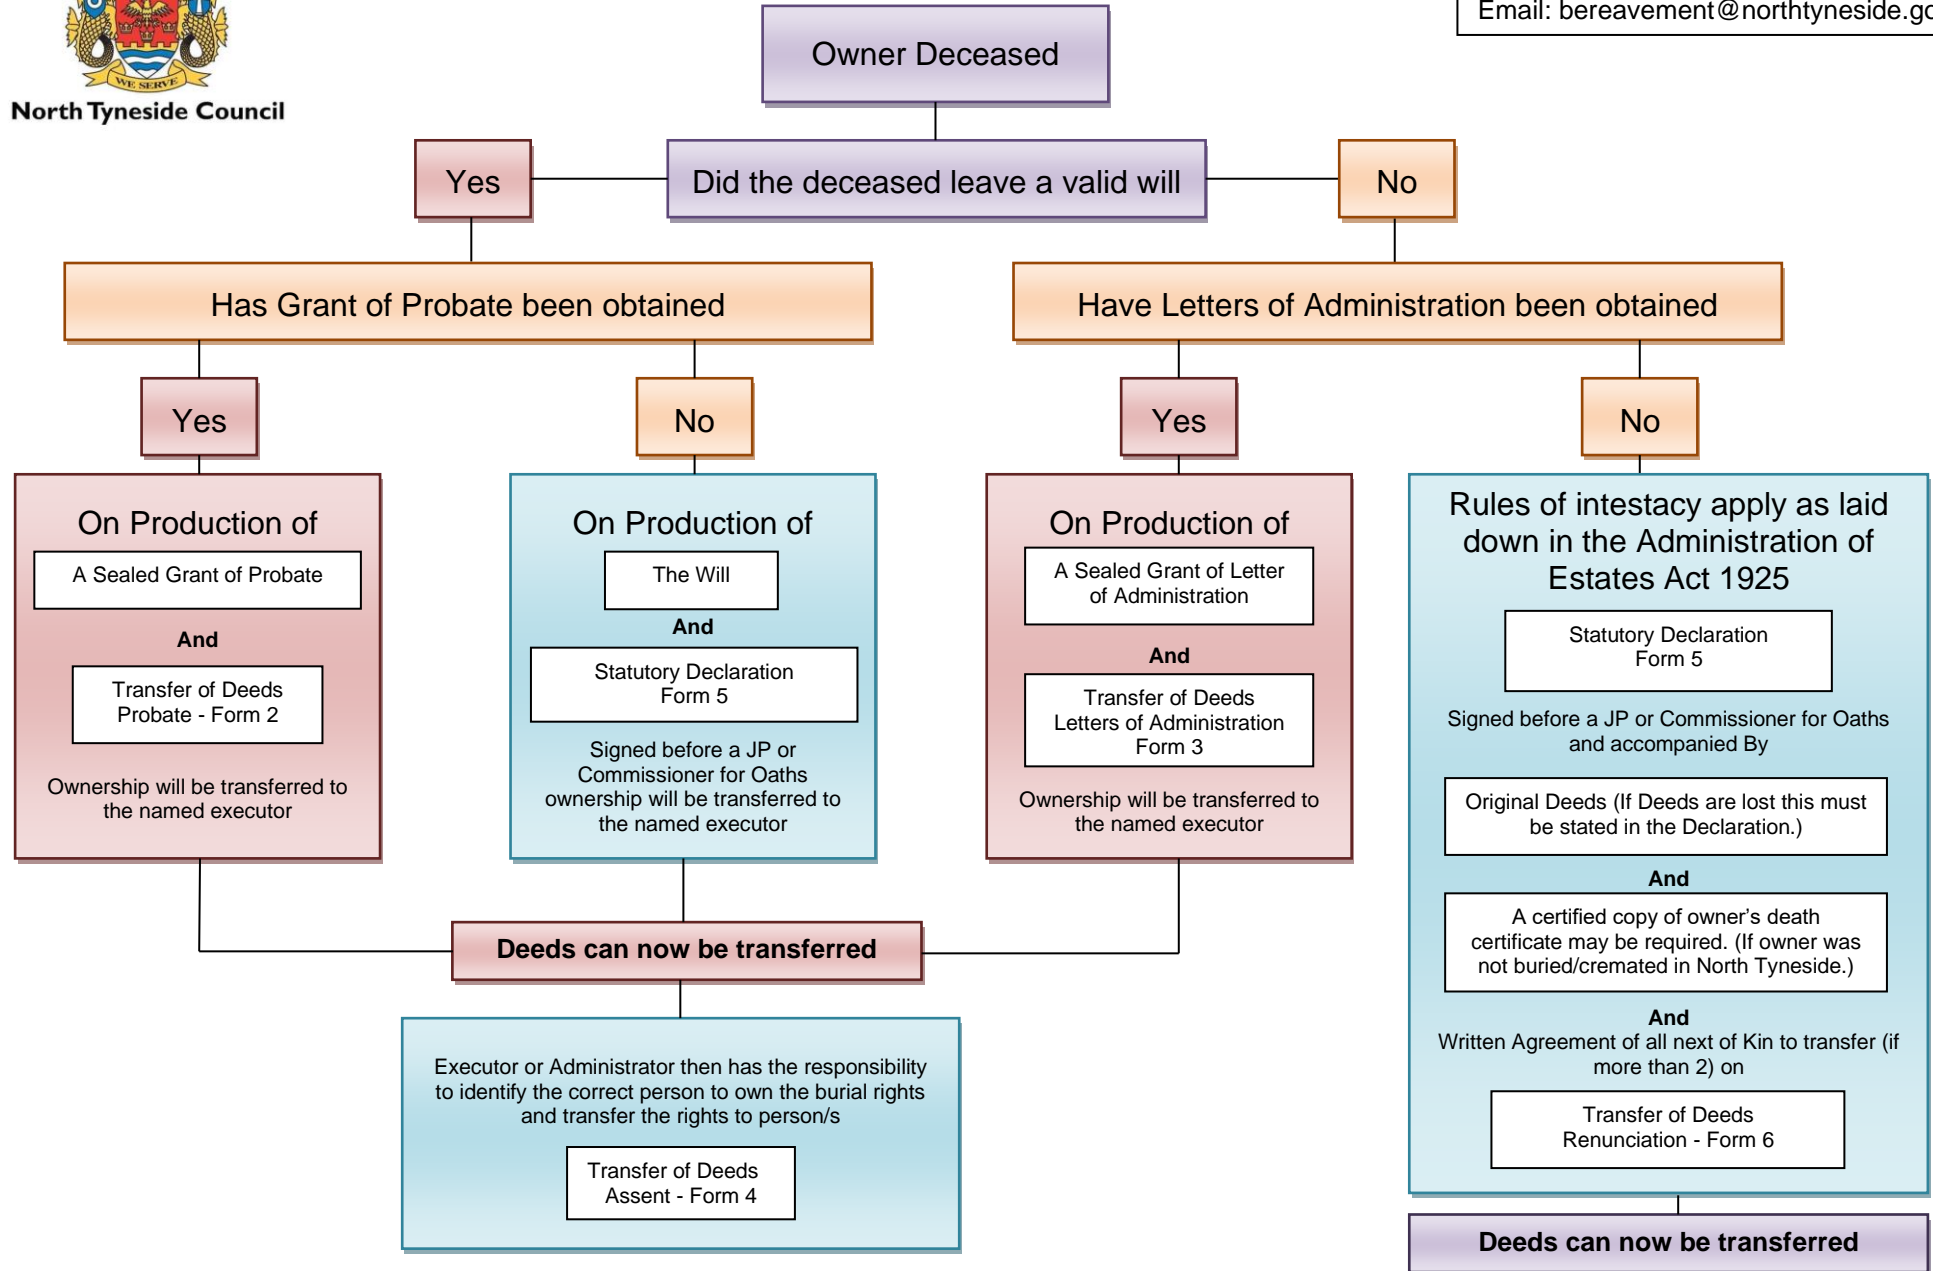 WE SERVE
North Tyneside Council
Email: bereavement@northtyneside.go
Owner Deceased
Yes
Did the deceased leave a valid will
No
Has Grant of Probate been obtained
Have Letters of Administration been obtained
Yes
No
Yes
No
On Production of
A Sealed Grant of Probate
And
Transfer of Deeds
Probate - Form 2
Ownership will be transferred to
the named executor
On Production of
The Will
And
Statutory Declaration
Form 5
Signed before a JP or
Commissioner for Oaths
ownership will be transferred to
the named executor
On Production of
A Sealed Grant of Letter
of Administration
And
Transfer of Deeds
Letters of Administration
Form 3
Ownership will be transferred to
the named executor
Rules of intestacy apply as laid
down in the Administration of
Estates Act 1925
Statutory Declaration
Form 5
Signed before a JP or Commissioner for Oaths
and accompanied By
Original Deeds (If Deeds are lost this must
be stated in the Declaration.)
And
A certified copy of owner’s death
certificate may be required. (If owner was
not buried/cremated in North Tyneside.)
And
Written Agreement of all next of Kin to transfer (if
more than 2) on
Transfer of Deeds
Renunciation - Form 6
Deeds can now be transferred
Deeds can now be transferred
Executor or Administrator then has the responsibility
to identify the correct person to own the burial rights
and transfer the rights to person/s
Transfer of Deeds
Assent - Form 4